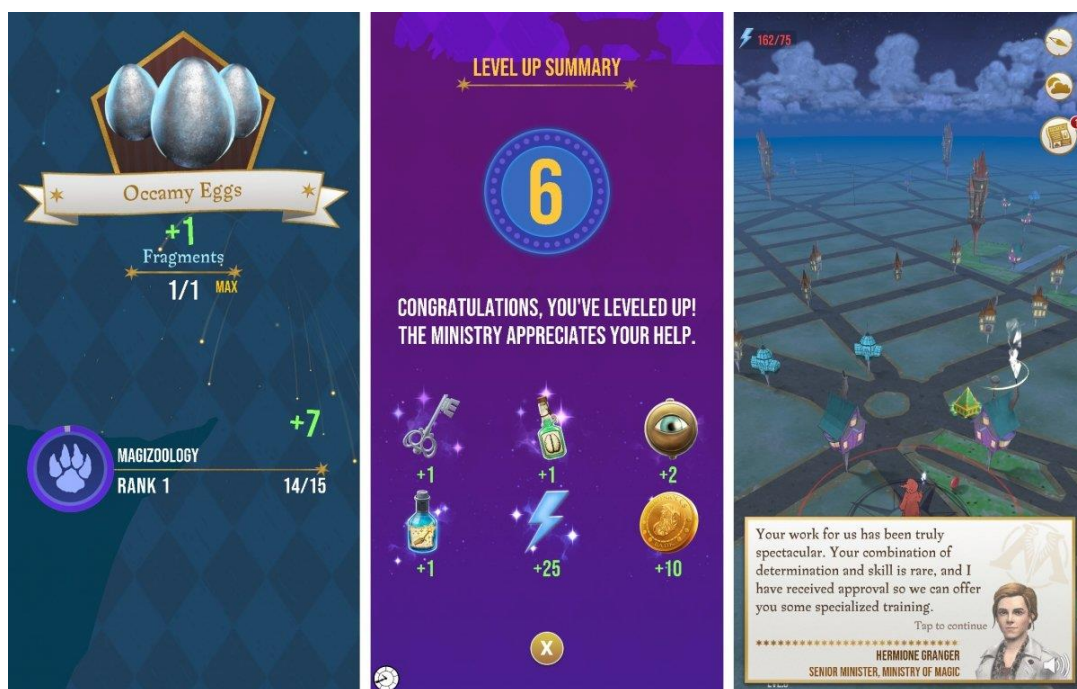 Occamy Eggs
+1
Fragments
1/1 MAX
+7
MAGIZOOLOGY
RANK 1 14/15
LEVEL UP SUMMARY
6
CONGRATULATIONS, YOU'VE LEVELED UP!
THE MINISTRY APPRECIATES YOUR HELP.
+1 +1 +2
+1 +25 +10
X
162/75
Your work for us has been truly
spectacular. Your combination of
determination and skill is rare, and I
have received approval so we can offer
you some specialized training.
Tap to continue
HERMIONE GRANGER
SENIOR MINISTER, MINISTRY OF MAGIC